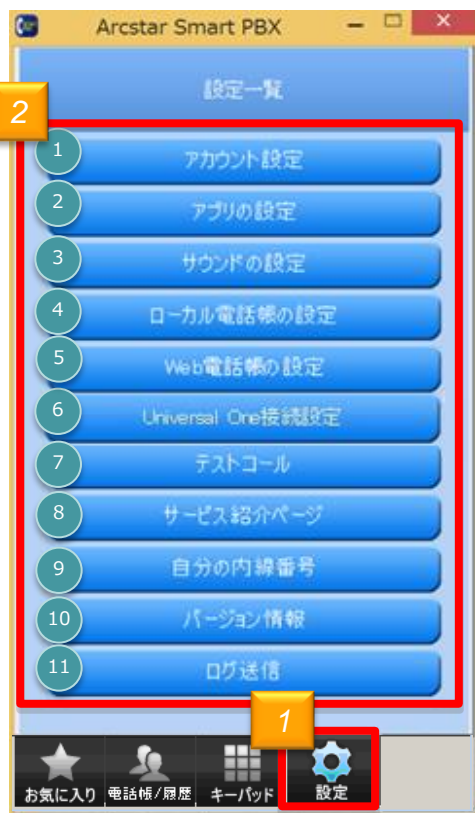 Arcstar Smart PBX
設定一覧
2
1 アカウント設定
2 アプリの設定
3 サウンドの設定
4 ローカル電話帳の設定
5 Web電話帳の設定
6 Universal One接続設定
7 テストコール
8 サービス紹介ページ
9 自分の内線番号
10 バージョン情報
11 ログ送信
1
お気に入り 電話帳/履歴 キーパッド 設定